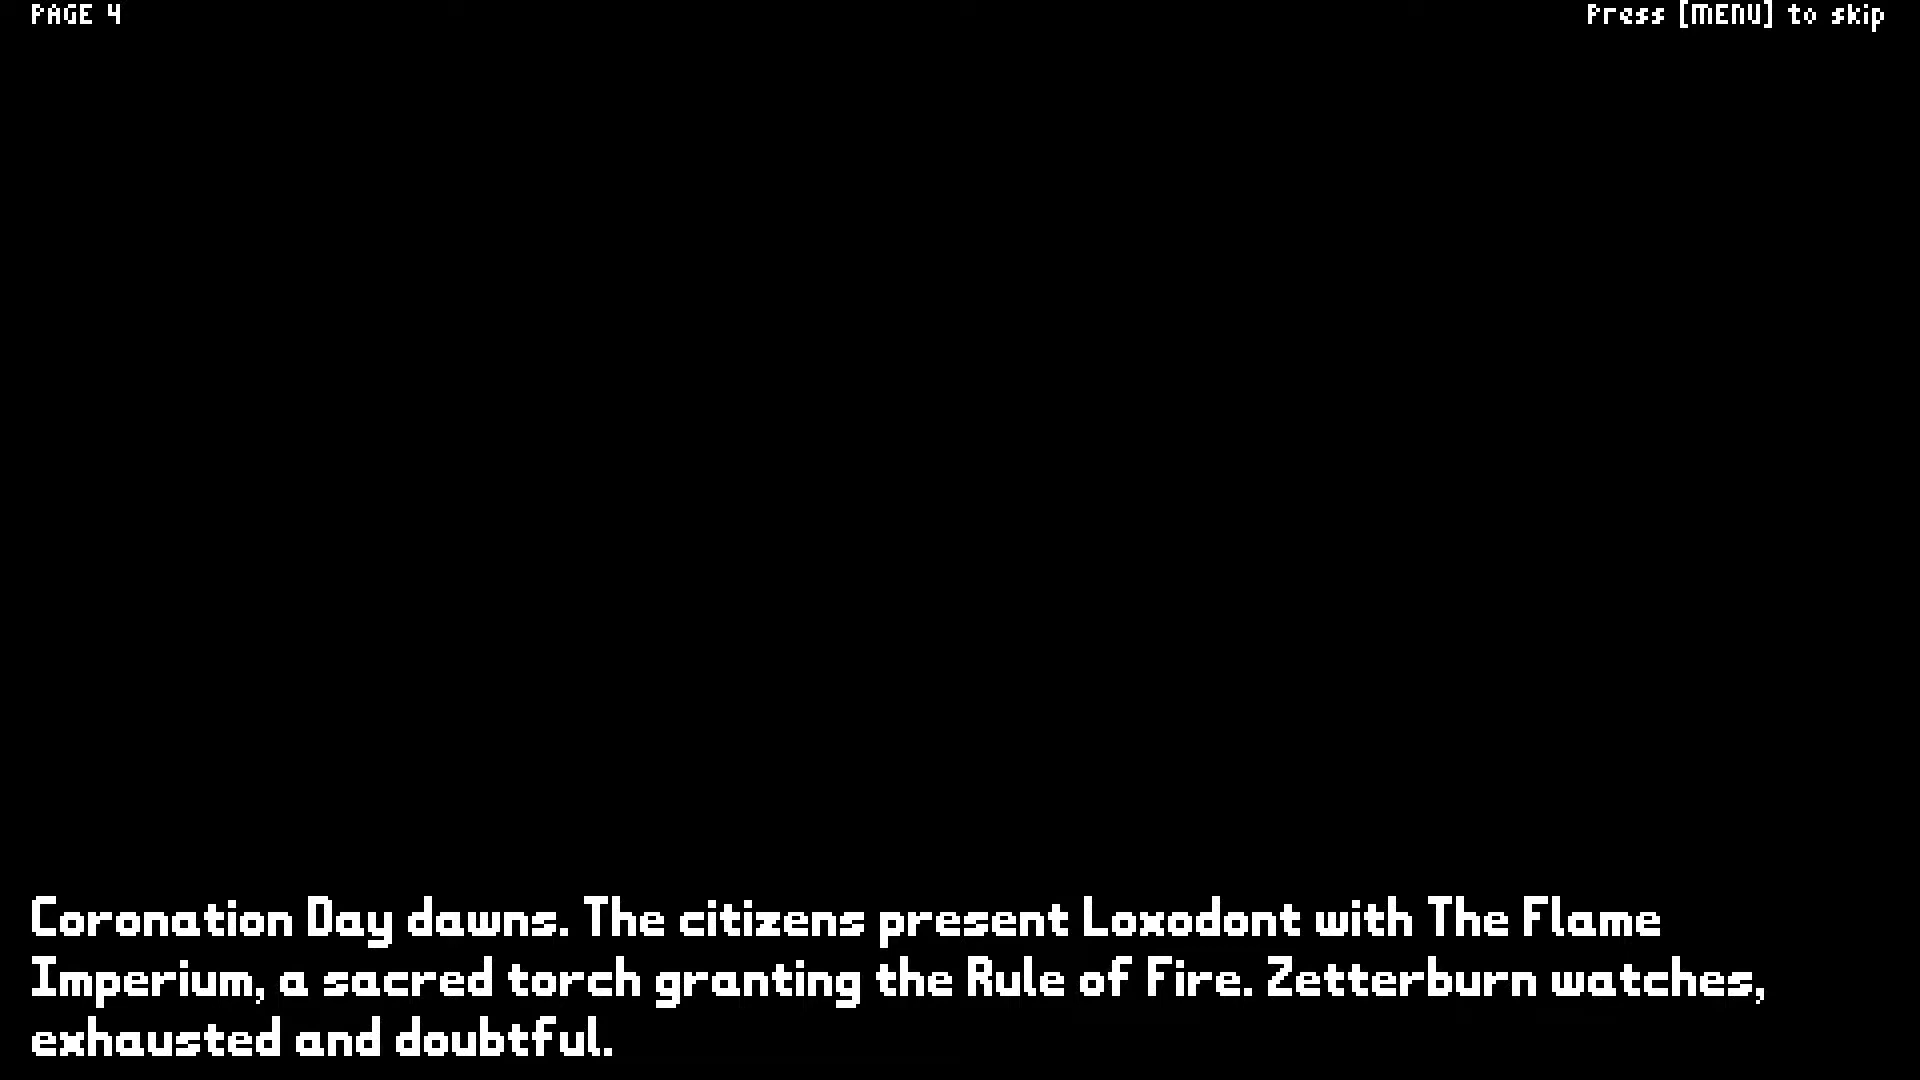 PAGE 4
Press [MENU] to skip
Coronation Day dawns. The citizens present Loxodont with The Flame
Imperium, a sacred torch granting the Rule of Fire. Zetterburn watches,
exhausted and doubtful.